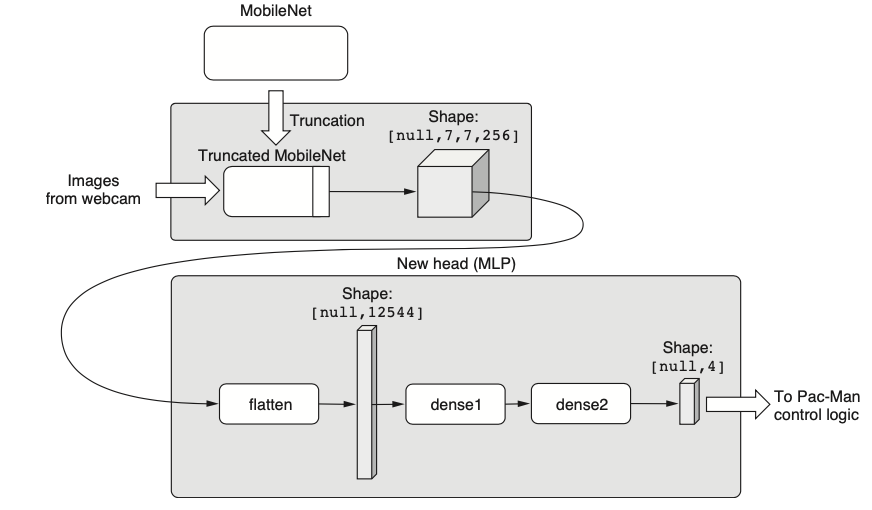 MobileNet
Truncation
Shape:
[null,7,7,256]
Truncated MobileNet
Images
from webcam
New head (MLP)
Shape:
[null,12544]
Shape:
[null,4]
flatten
dense1
dense2
To Pac-Man
control logic